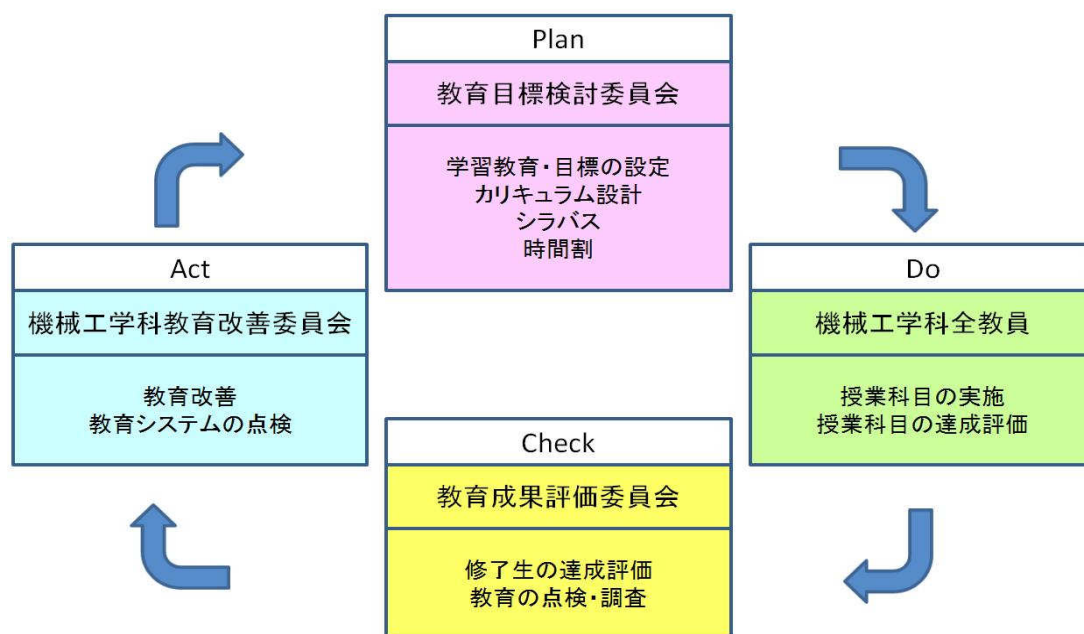 Plan
教育目標検討委員会
学習教育・目標の設定
カリキュラム設計
シラバス
時間割
Act
機械工学科教育改善委員会
教育改善
教育システムの点検
Do
機械工学科全教員
授業科目の実施
授業科目の達成評価
Check
教育成果評価委員会
修了生の達成評価
教育の点検・調査